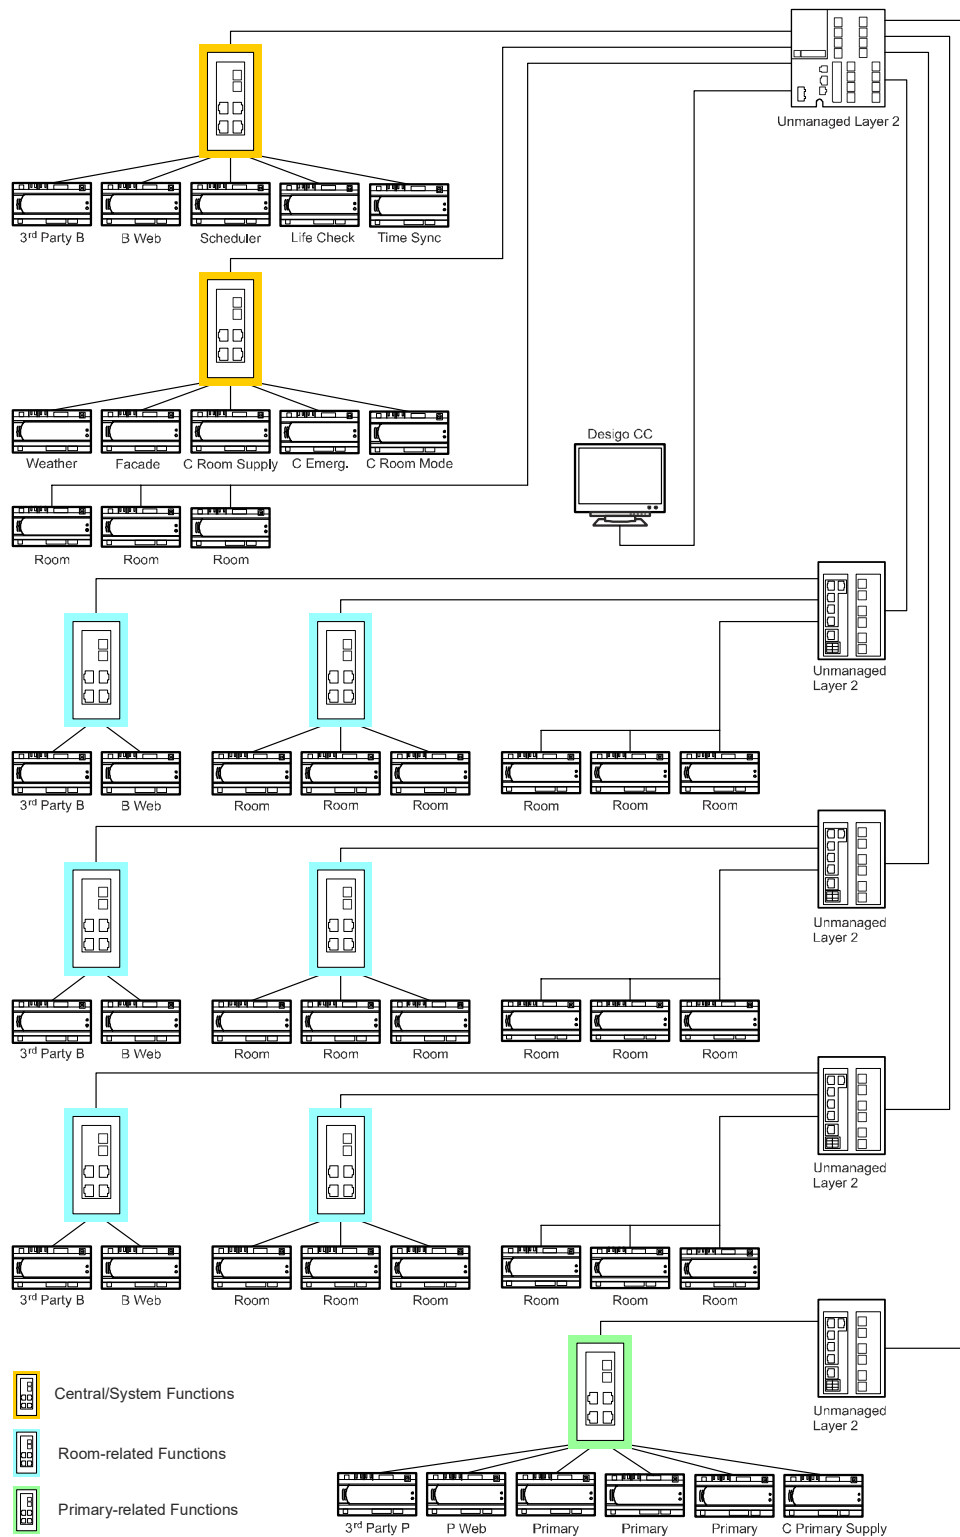 Unmanaged Layer 2
3rd Party B
B Web
Scheduler
Life Check
Time Sync
Weather
Facade
C Room Supply
C Emerg.
C Room Mode
Desigo CC
Room
Room
Room
Unmanaged
Layer 2
3rd Party B
B Web
Room
Room
Room
Room
Room
Room
Unmanaged
Layer 2
3rd Party B
B Web
Room
Room
Room
Room
Room
Room
Unmanaged
Layer 2
3rd Party B
B Web
Room
Room
Room
Room
Room
Room
Unmanaged
Layer 2
Central/System Functions
Room-related Functions
Primary-related Functions
3rd Party P
P Web
Primary
Primary
Primary
C Primary Supply